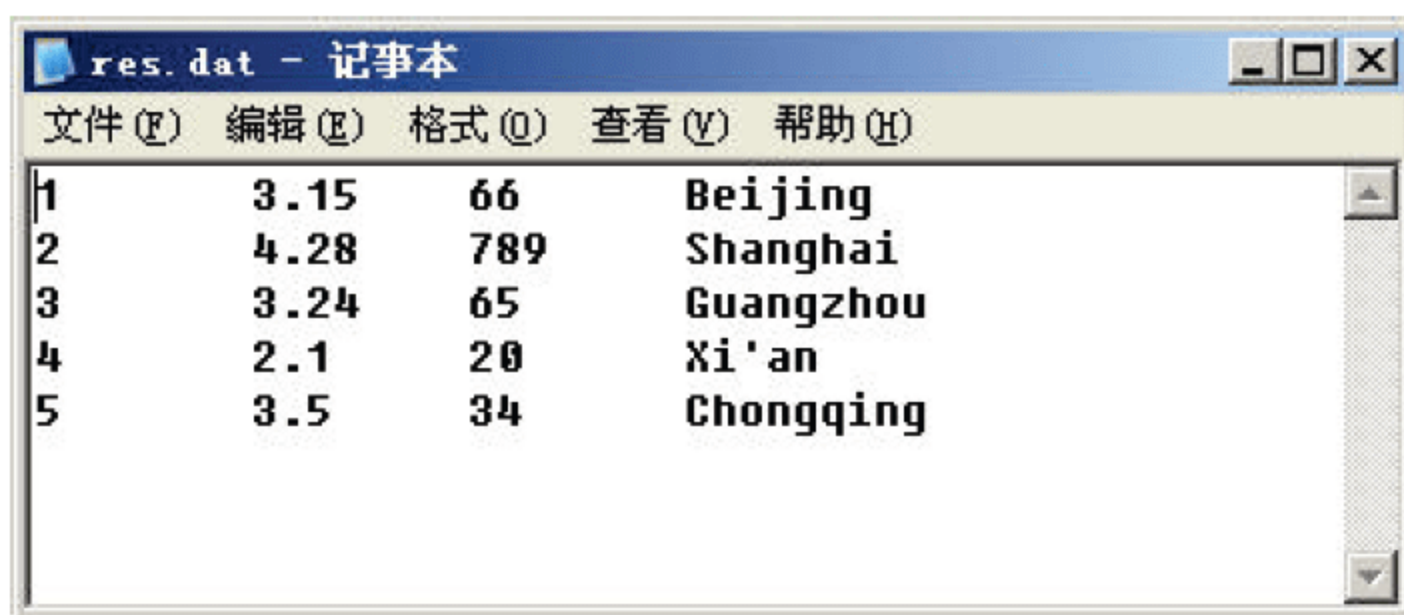 res.dat - 记事本
文件(F) 编辑(E) 格式(O) 查看(V) 帮助(H)
1 3.15 66 Beijing
2 4.28 789 Shanghai
3 3.24 65 Guangzhou
4 2.1 20 Xi'an
5 3.5 34 Chongqing